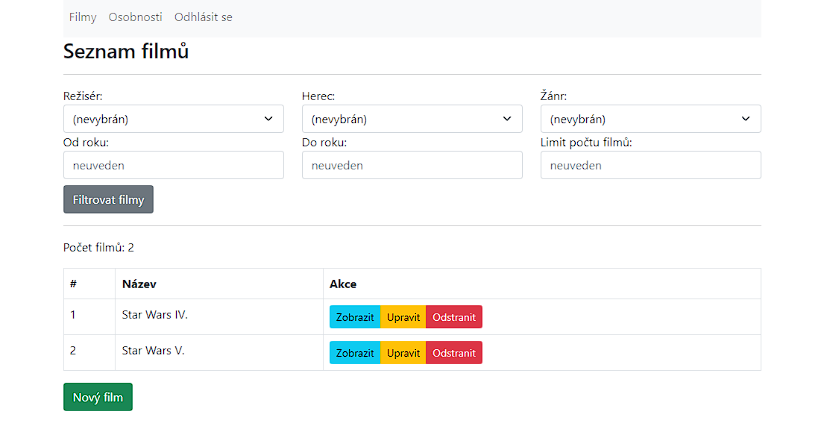 Filmy Osobnosti Odhlásit se
Seznam filmů
Režisér: Herec: Žánr:
(nevybrán) (nevybrán) (nevybrán)
Od roku: Do roku: Limit počtu filmů:
neuveden neuveden neuveden
Filtrovat filmy
Počet filmů: 2
# Název Akce
1 Star Wars IV. Zobrazit Upravit Odstranit
2 Star Wars V. Zobrazit Upravit Odstranit
Nový film